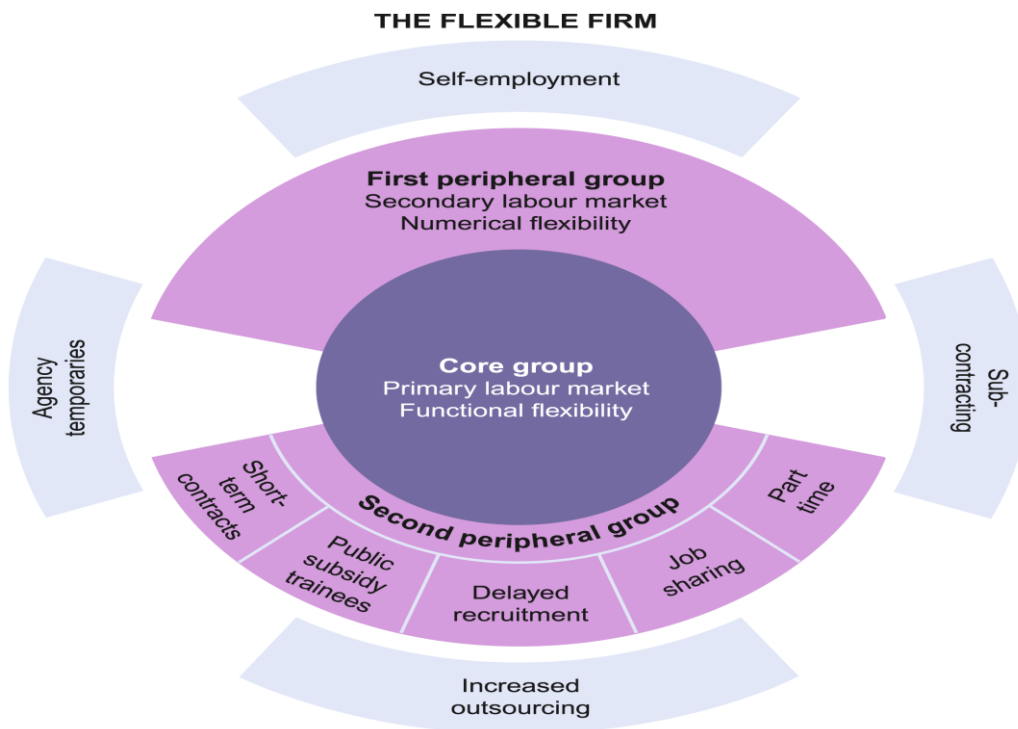 THE FLEXIBLE FIRM
Self-employment
First peripheral group
Secondary labour market
Numerical flexibility
Agency
temporaries
Core group
Primary labour market
Functional flexibility
Sub-
contracting
Second peripheral group
Short-
term
contracts
Public
subsidy
trainees
Delayed
recruitment
Job
sharing
Part
time
Increased
outsourcing